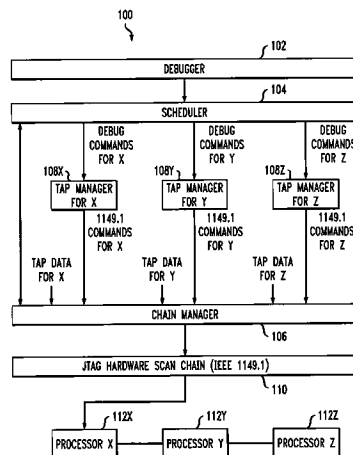 100
102
DEBUGGER
104
SCHEDULER
DEBUG
COMMANDS
FOR X
DEBUG
COMMANDS
FOR Y
DEBUG
COMMANDS
FOR Z
108X
TAP MANAGER
FOR X
108Y
TAP MANAGER
FOR Y
108Z
TAP MANAGER
FOR Z
TAP DATA
FOR X
1149.1
COMMANDS
FOR X
TAP DATA
FOR Y
1149.1
COMMANDS
FOR Y
TAP DATA
FOR Z
1149.1
COMMANDS
FOR Z
CHAIN MANAGER
106
JTAG HARDWARE SCAN CHAIN (IEEE 1149.1)
110
112X
PROCESSOR X
112Y
PROCESSOR Y
112Z
PROCESSOR Z